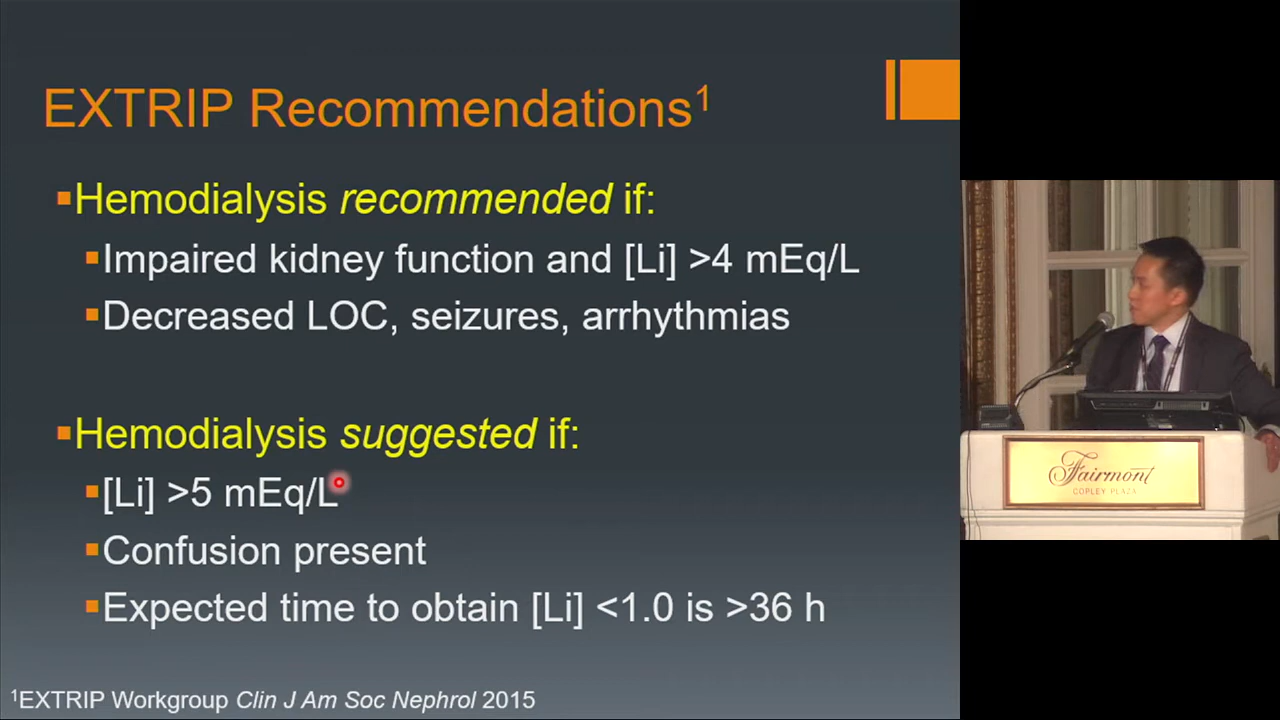 EXTRIP Recommendations¹
Hemodialysis recommended if:
Impaired kidney function and [Li] >4 mEq/L
Decreased LOC, seizures, arrhythmias
Hemodialysis suggested if:
[Li] >5 mEq/L
Confusion present
Expected time to obtain [Li] <1.0 is >36 h
¹EXTRIP Workgroup Clin J Am Soc Nephrol 2015
Fairmont
COPLEY PLAZA